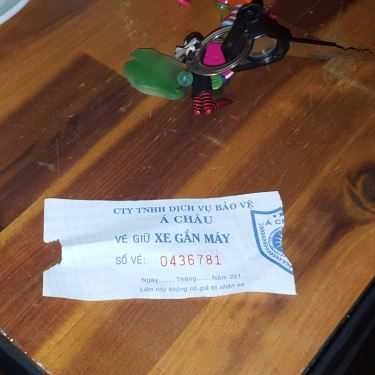 CTY TNHH DỊCH VỤ BẢO VỆ
Á CHÂU
VÉ GIỮ XE GẮN MÁY
SỐ VÉ: 0436781
Ngày.......Tháng.......Năm 201